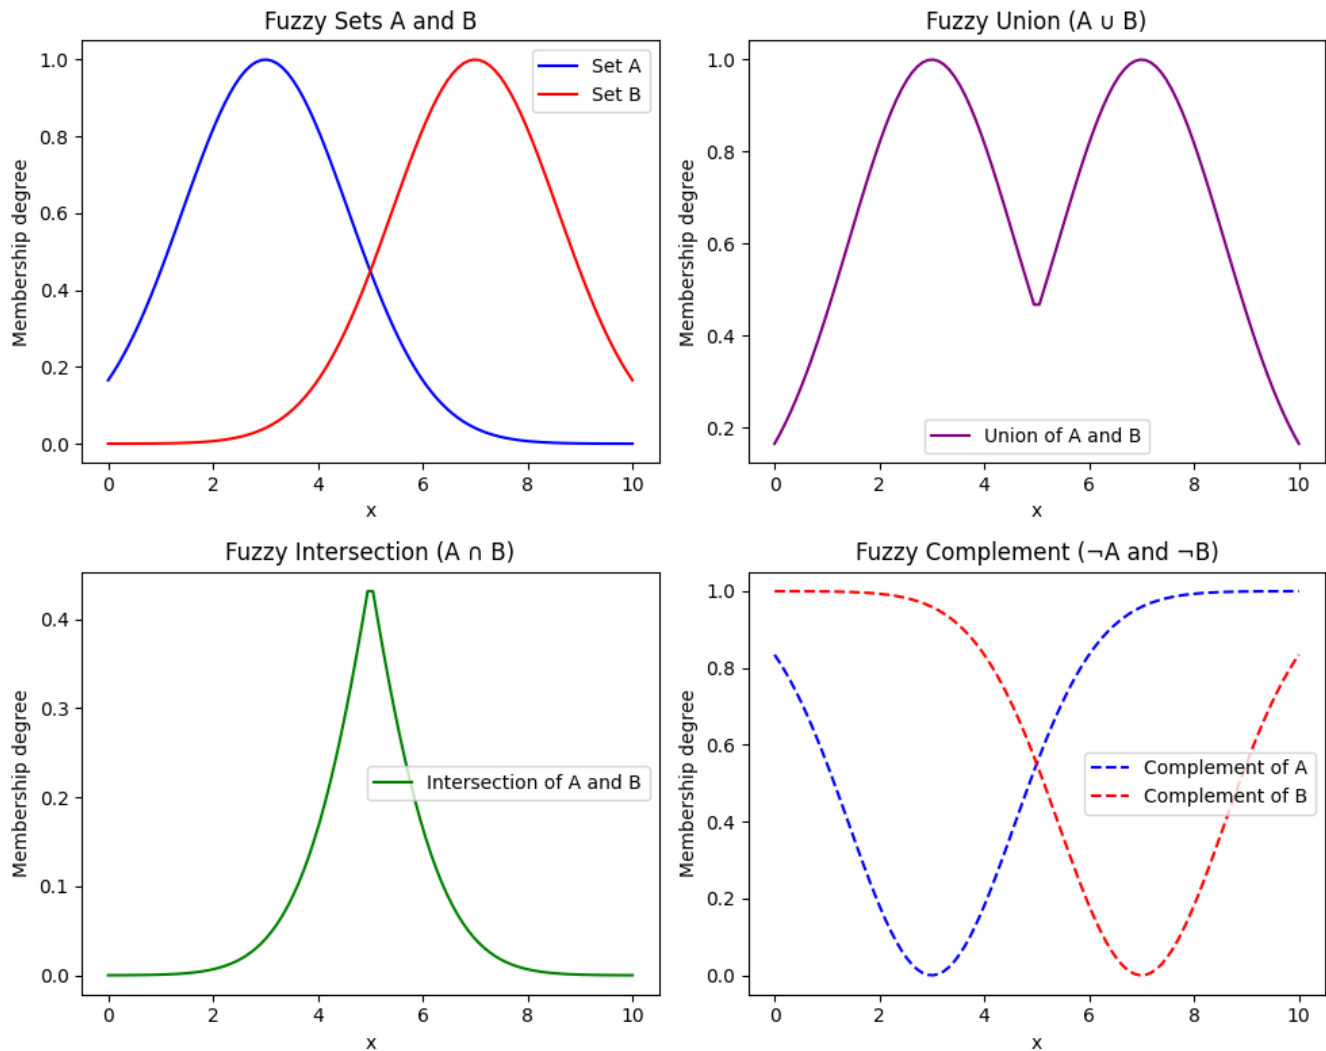 Fuzzy Sets A and B
Membership degree
1.0
0.8
0.6
0.4
0.2
0.0
Set A
Set B
0 2 4 6 8 10
x
Fuzzy Union (A ∪ B)
Membership degree
1.0
0.8
0.6
0.4
0.2
Union of A and B
0 2 4 6 8 10
x
Fuzzy Intersection (A ∩ B)
Membership degree
0.4
0.3
0.2
0.1
0.0
Intersection of A and B
0 2 4 6 8 10
x
Fuzzy Complement (¬A and ¬B)
Membership degree
1.0
0.8
0.6
0.4
0.2
0.0
Complement of A
Complement of B
0 2 4 6 8 10
x